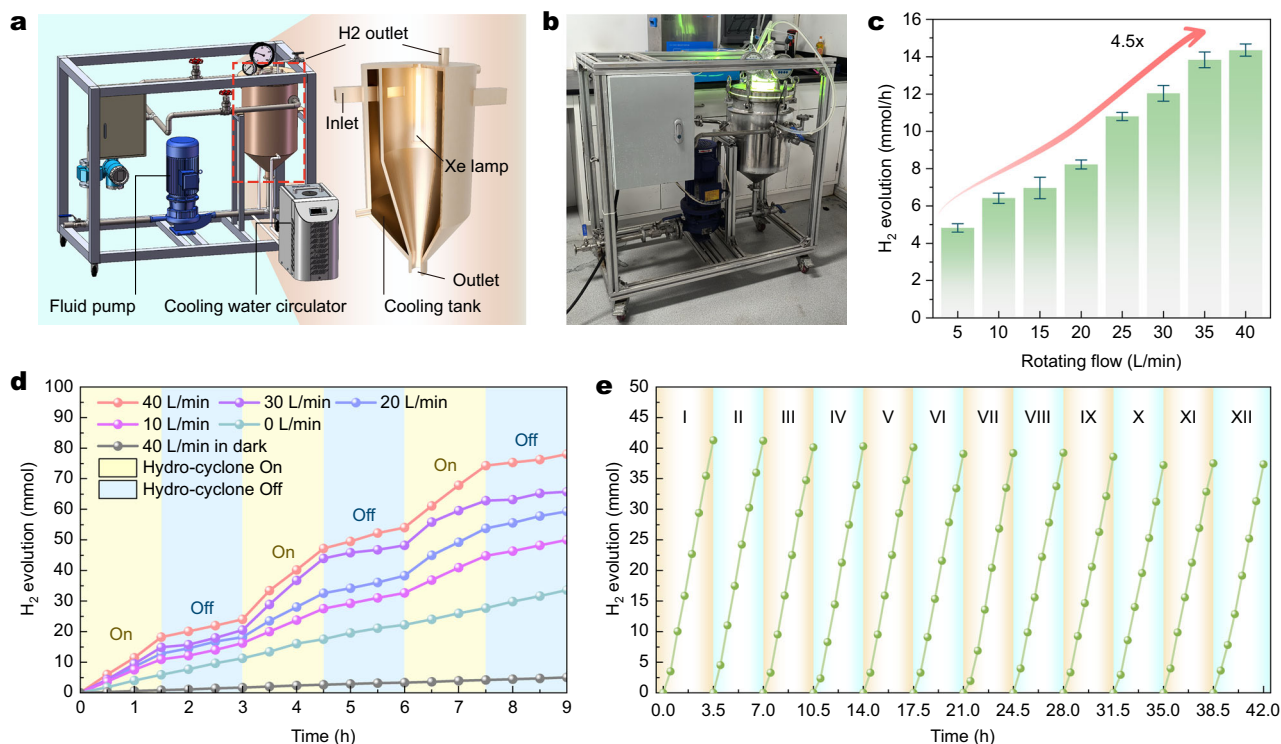 a
H2 outlet
Inlet
Xe lamp
Outlet
Fluid pump
Cooling water circulator
Cooling tank
b
c
H₂ evolution (mmol/h)
16
14
12
10
8
6
4
2
0
4.5x
5 10 15 20 25 30 35 40
Rotating flow (L/min)
d
H₂ evolution (mmol)
100
90
80
70
60
50
40
30
20
10
0
40 L/min 30 L/min 20 L/min
10 L/min 0 L/min
40 L/min in dark
Hydro-cyclone On
Hydro-cyclone Off
On
Off
On
Off
On
Off
0 1 2 3 4 5 6 7 8 9
Time (h)
e
H₂ evolution (mmol)
50
45
40
35
30
25
20
15
10
5
0
I II III IV V VI VII VIII IX X XI XII
0.0 3.5 7.0 10.5 14.0 17.5 21.0 24.5 28.0 31.5 35.0 38.5 42.0
Time (h)